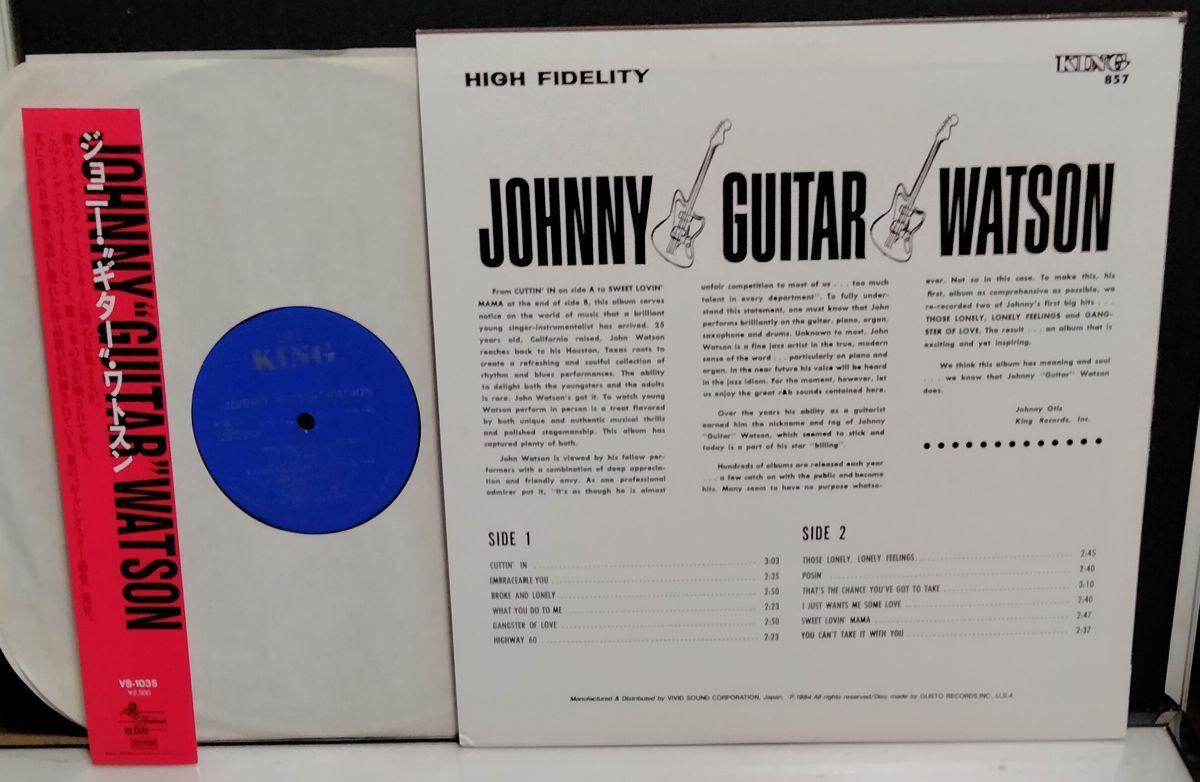 HIGH FIDELITY
KING
857
JOHNNY GUITAR WATSON
From CUTTIN' IN on side A to SWEET LOVIN'
MAMA at the end of side B, this album serves
notice on the world of music that a brilliant
young singer-instrumentalist has arrived. 25
years old, California raised, John Watson
reaches back to his Houston, Texas roots to
create a refreshing and soulful collection of
rhythm and blues performances. The ability
to delight both the youngsters and the adults
is rare. John Watson's got it. To watch young
Watson perform in person is a treat flavored
by both unique and authentic musical thrills
and polished stagemanship. This album has
captured plenty of both.
John Watson is viewed by his fellow per-
formers with a combination of deep apprecia-
tion and friendly envy. As one professional
admirer put it, "It's as though he is almost
unfair competition to most of us . . . too much
talent in every department". To fully under-
stand this statement, one must know that John
performs brilliantly on the guitar, piano, organ,
saxophone and drums. Unknown to most, John
Watson is a fine jazz artist in the true, modern
sense of the word . . . particularly on piano and
organ. In the near future his voice will be heard
in the jazz idiom. For the moment, however, let
us enjoy the great r&b sounds contained here.
Over the years his ability as a guitarist
earned him the nickname and tag of Johnny
"Guitar" Watson, which seemed to stick and
today is a part of his star "billing".
Hundreds of albums are released each year
. . . a few catch on with the public and become
hits. Many seem to have no purpose whatso-
ever. Not so in this case. To make this, his
first, album as comprehensive as possible, we
re-recorded two of Johnny's first big hits . . .
THOSE LONELY, LONELY FEELINGS and GANG-
STER OF LOVE. The result . . . an album that is
exciting and yet inspiring.
We think this album has meaning and soul
. . . we know that Johnny "Guitar" Watson
does.
Johnny Otis
King Records, Inc.
SIDE 1
CUTTIN' IN 3:03
EMBRACEABLE YOU 2:35
BROKE AND LONELY 2:50
WHAT YOU DO TO ME 2:23
GANGSTER OF LOVE 2:50
HIGHWAY 60 2:23
SIDE 2
THOSE LONELY, LONELY FEELINGS 2:45
POSIN' 2:40
THAT'S THE CHANCE YOU'VE GOT TO TAKE 3:10
I JUST WANTS ME SOME LOVE 2:40
SWEET LOVIN' MAMA 2:47
YOU CAN'T TAKE IT WITH YOU 2:37
Manufactured & Distributed by VIVID SOUND CORPORATION, Japan, ℗ 1984 All rights reserved/Disc made by GUSTO RECORDS, INC., U.S.A.
JOHNNY "GUITAR" WATSON
ジョニー・"ギター"・ワトスン
VS-1035
¥2,300
KING